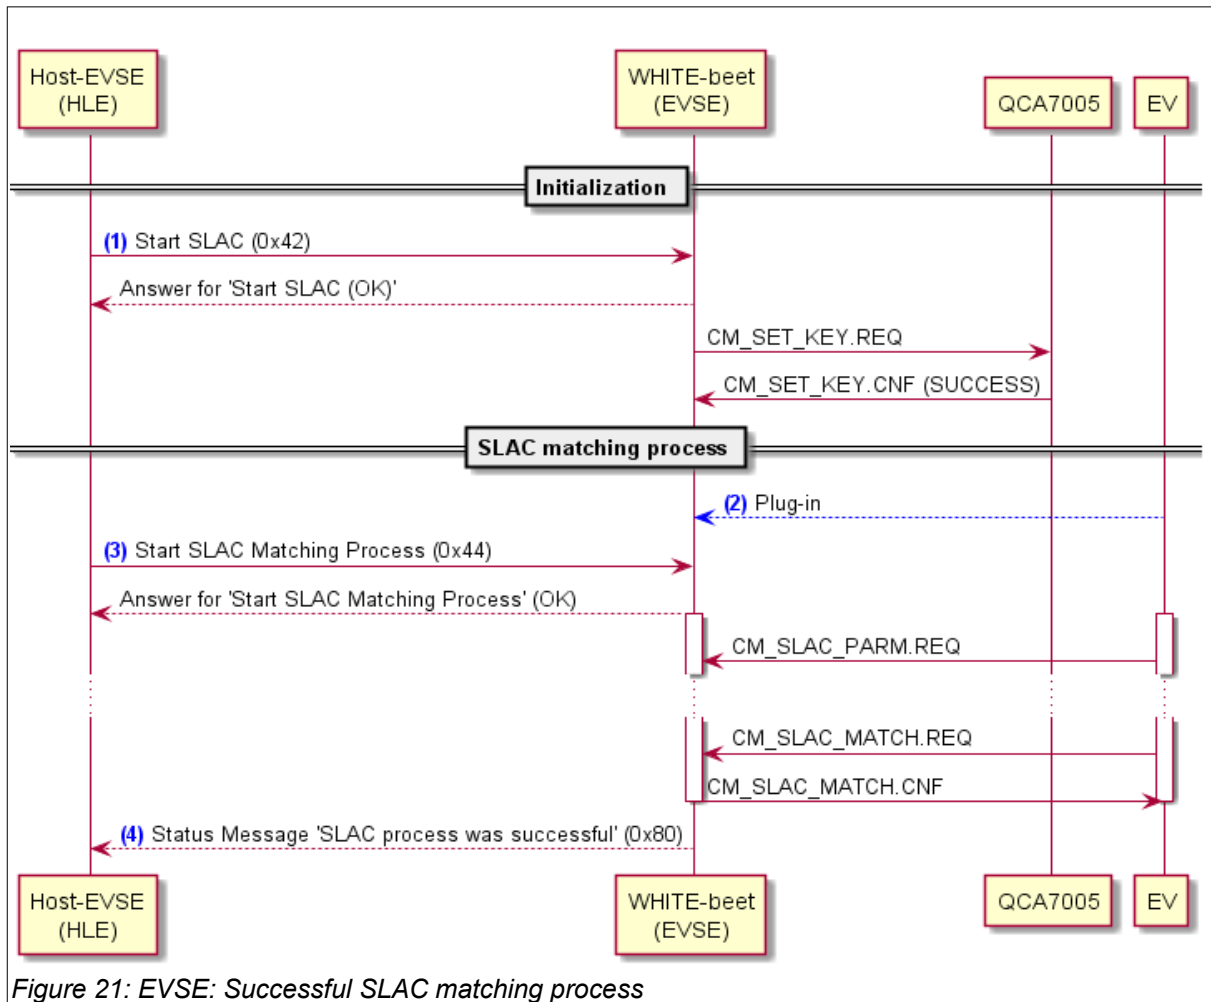 Host-EVSE
(HLE)
WHITE-beet
(EVSE)
QCA7005
EV
Initialization
(1) Start SLAC (0x42)
Answer for 'Start SLAC (OK)'
CM_SET_KEY.REQ
CM_SET_KEY.CNF (SUCCESS)
SLAC matching process
(2) Plug-in
(3) Start SLAC Matching Process (0x44)
Answer for 'Start SLAC Matching Process' (OK)
CM_SLAC_PARM.REQ
CM_SLAC_MATCH.REQ
CM_SLAC_MATCH.CNF
(4) Status Message 'SLAC process was successful' (0x80)
Host-EVSE
(HLE)
WHITE-beet
(EVSE)
QCA7005
EV
Figure 21: EVSE: Successful SLAC matching process